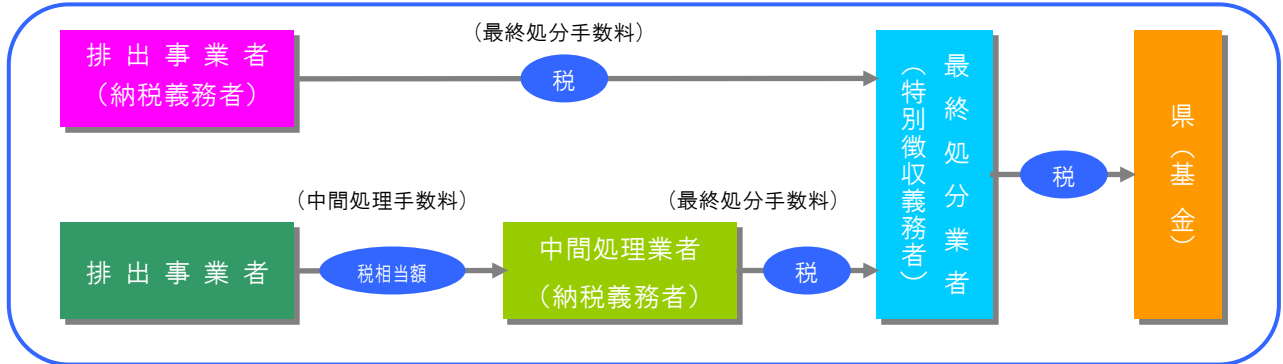 （最終処分手数料）
排出事業者
（納税義務者）
税
最終処分業者
（特別徴収義務者）
税
県（基金）
（中間処理手数料）
（最終処分手数料）
排出事業者
税相当額
中間処理業者
（納税義務者）
税